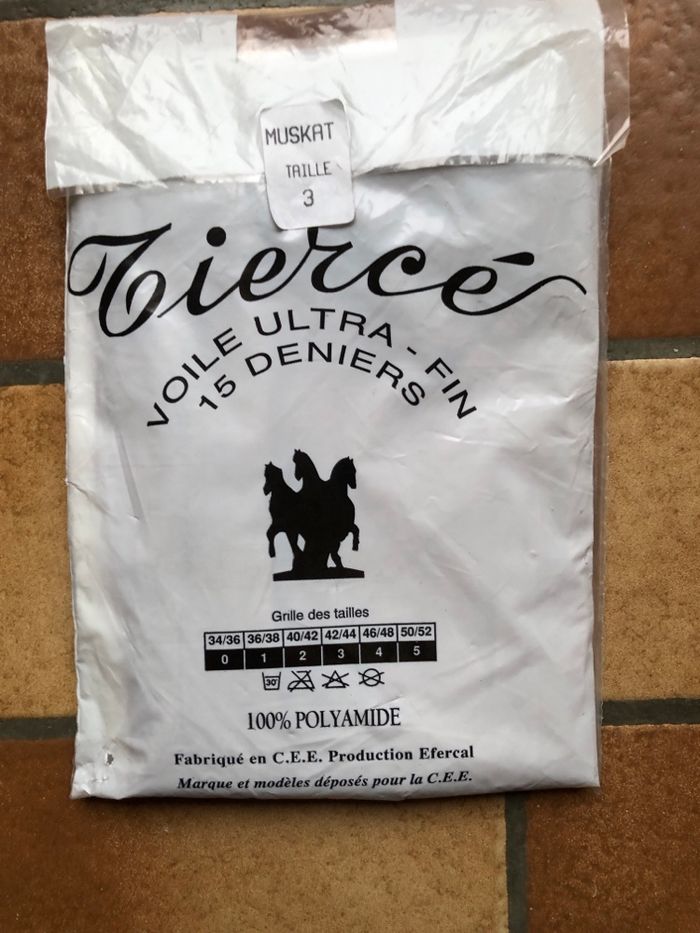 MUSKAT
TAILLE
3
Tiercé
VOILE ULTRA - FIN
15 DENIERS
Grille des tailles
34/36 36/38 40/42 42/44 46/48 50/52
0 1 2 3 4 5
30°
100% POLYAMIDE
Fabriqué en C.E.E. Production Efercal
Marque et modèles déposés pour la C.E.E.